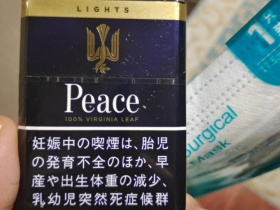 LIGHTS
Peace
100% VIRGINIA LEAF
妊娠中の喫煙は、胎児
の発育不全のほか、早
産や出生体重の減少、
乳幼児突然死症候群
1
Surgical
Mask